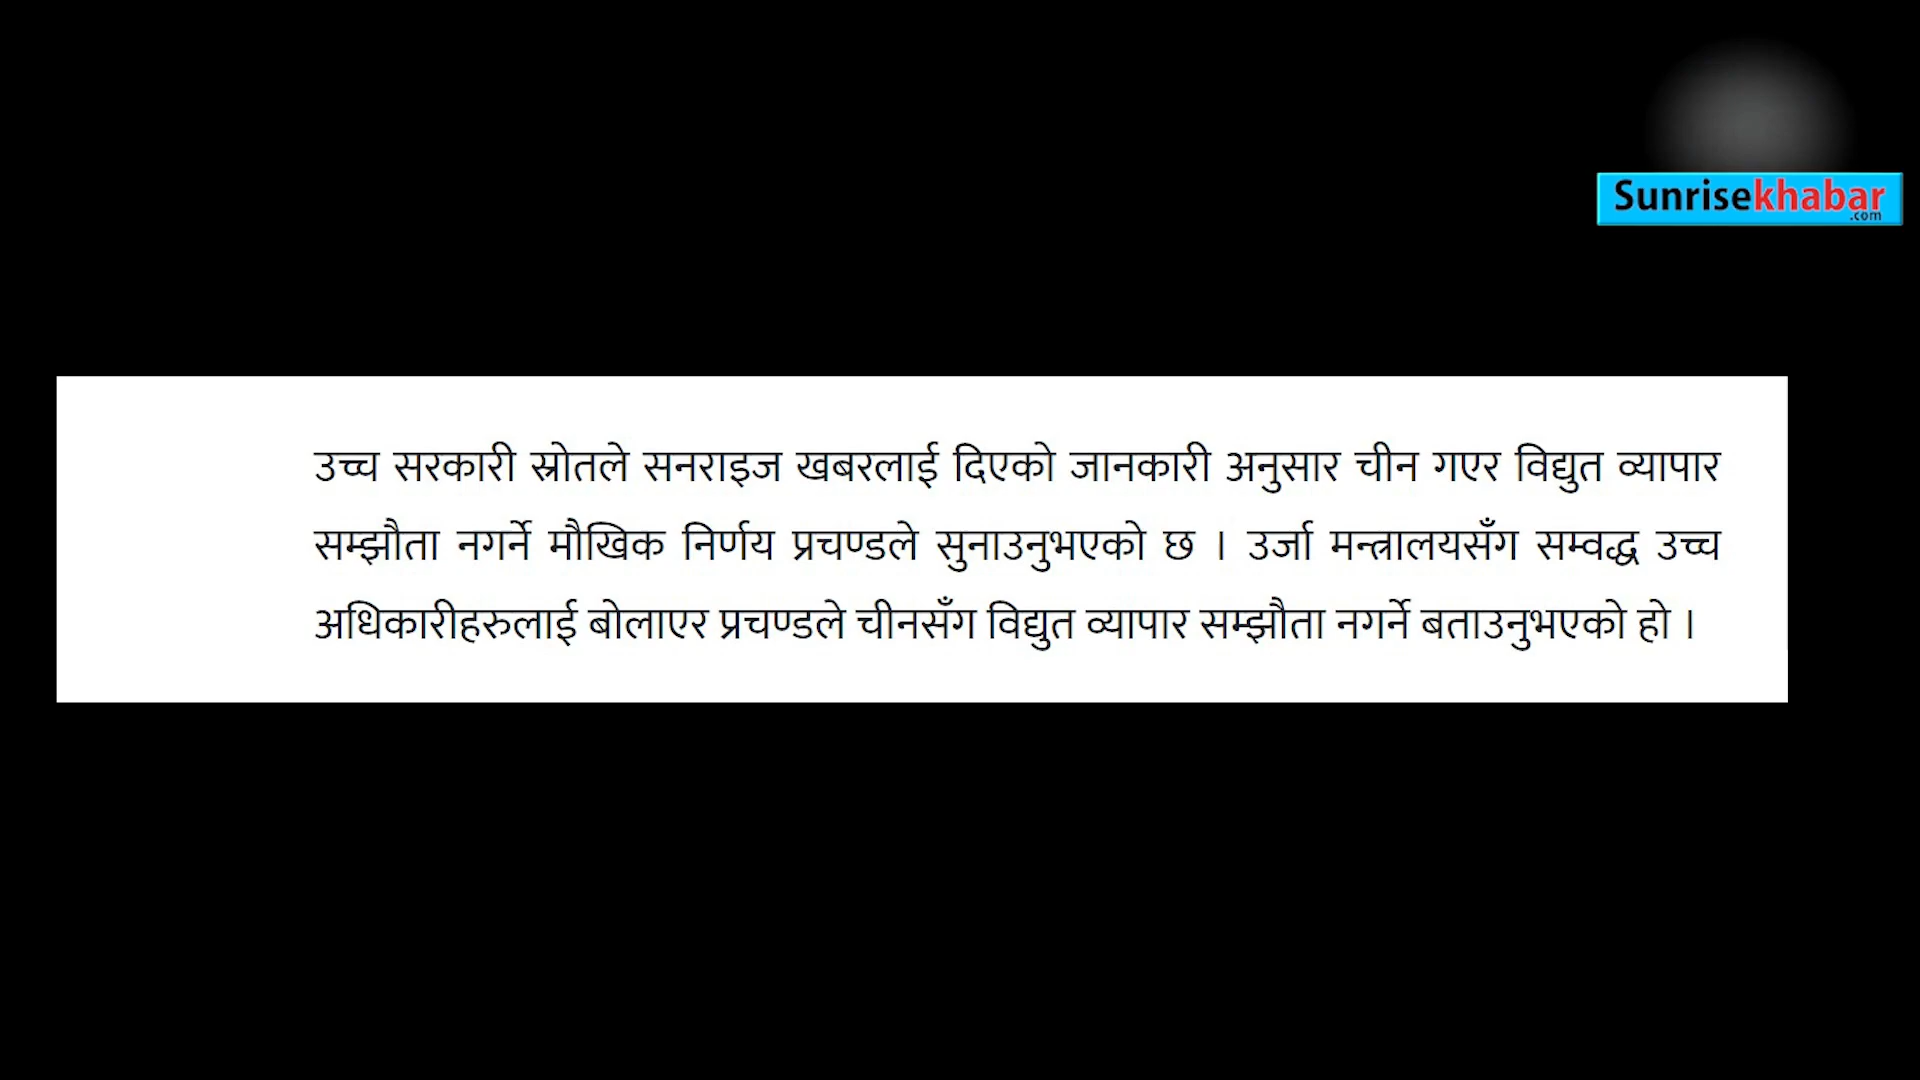 Sunrisekhabar
.com
उच्च सरकारी स्रोतले सनराइज खबरलाई दिएको जानकारी अनुसार चीन गएर विद्युत व्यापार
सम्झौता नगर्ने मौखिक निर्णय प्रचण्डले सुनाउनुभएको छ । उर्जा मन्त्रालयसँग सम्वद्ध उच्च
अधिकारीहरुलाई बोलाएर प्रचण्डले चीनसँग विद्युत व्यापार सम्झौता नगर्ने बताउनुभएको हो ।